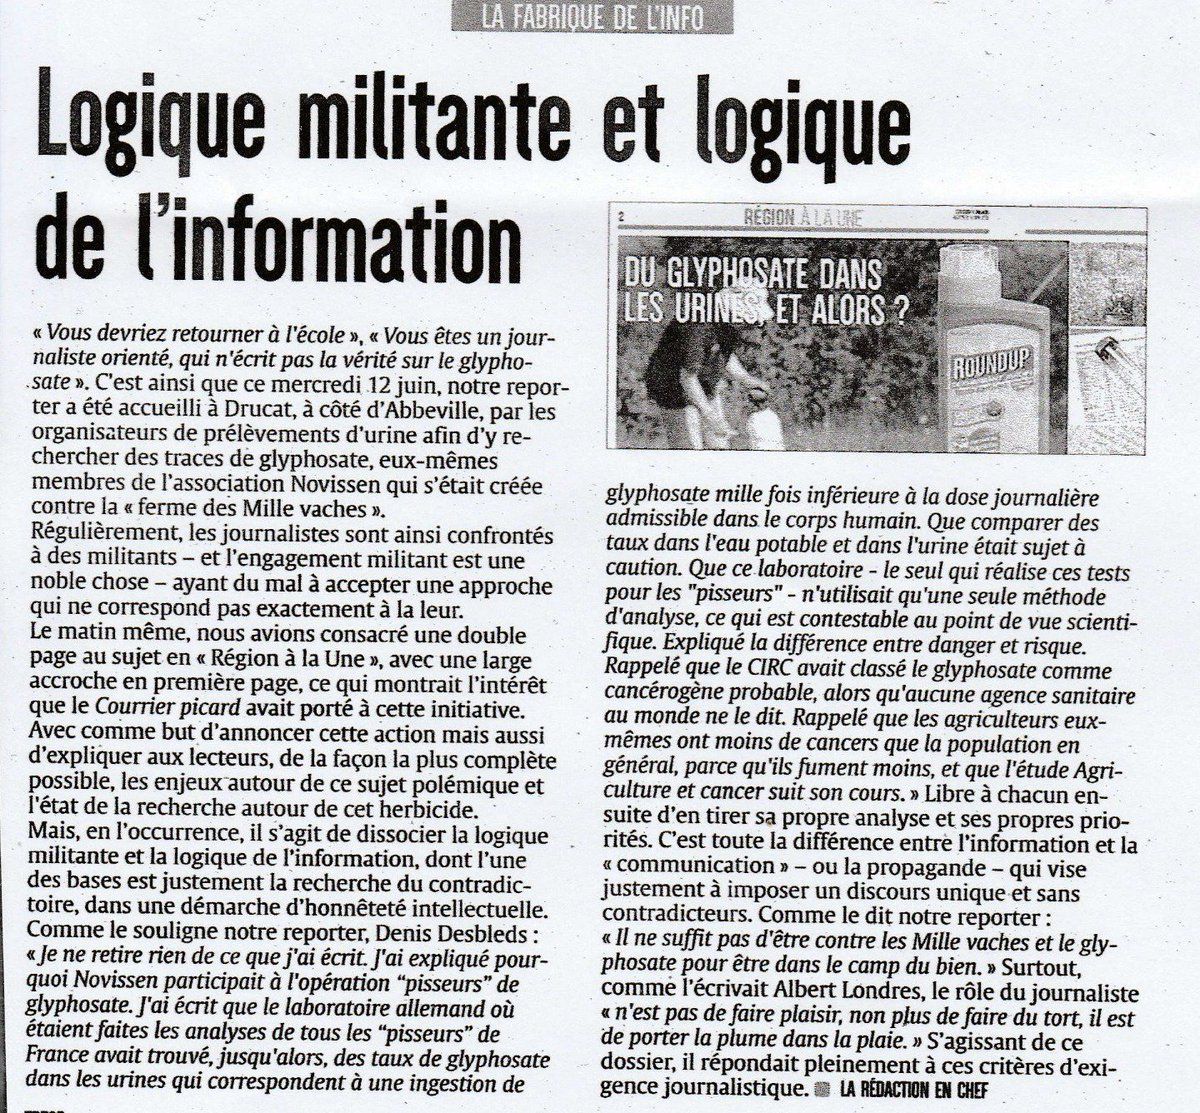 LA FABRIQUE DE L'INFO
Logique militante et logique
de l'information
« Vous devriez retourner à l'école », « Vous êtes un jour-
naliste orienté, qui n'écrit pas la vérité sur le glypho-
sate ». C'est ainsi que ce mercredi 12 juin, notre repor-
ter a été accueilli à Drucat, à côté d'Abbeville, par les
organisateurs de prélèvements d'urine afin d'y re-
chercher des traces de glyphosate, eux-mêmes
membres de l'association Novissen qui s'était créée
contre la « ferme des Mille vaches ».
Régulièrement, les journalistes sont ainsi confrontés
à des militants – et l'engagement militant est une
noble chose – ayant du mal à accepter une approche
qui ne correspond pas exactement à la leur.
Le matin même, nous avions consacré une double
page au sujet en « Région à la Une », avec une large
accroche en première page, ce qui montrait l'intérêt
que le Courrier picard avait porté à cette initiative.
Avec comme but d'annoncer cette action mais aussi
d'expliquer aux lecteurs, de la façon la plus complète
possible, les enjeux autour de ce sujet polémique et
l'état de la recherche autour de cet herbicide.
Mais, en l'occurrence, il s'agit de dissocier la logique
militante et la logique de l'information, dont l'une
des bases est justement la recherche du contradic-
toire, dans une démarche d'honnêteté intellectuelle.
Comme le souligne notre reporter, Denis Desbleds :
« Je ne retire rien de ce que j'ai écrit. J'ai expliqué pour-
quoi Novissen participait à l'opération “pisseurs” de
glyphosate. J'ai écrit que le laboratoire allemand où
étaient faites les analyses de tous les “pisseurs” de
France avait trouvé, jusqu'alors, des taux de glyphosate
dans les urines qui correspondent à une ingestion de
2
RÉGION À LA UNE
DU GLYPHOSATE DANS
LES URINES, ET ALORS ?
ROUNDUP
glyphosate mille fois inférieure à la dose journalière
admissible dans le corps humain. Que comparer des
taux dans l'eau potable et dans l'urine était sujet à
caution. Que ce laboratoire - le seul qui réalise ces tests
pour les "pisseurs" - n'utilisait qu'une seule méthode
d'analyse, ce qui est contestable au point de vue scienti-
fique. Expliqué la différence entre danger et risque.
Rappelé que le CIRC avait classé le glyphosate comme
cancérogène probable, alors qu'aucune agence sanitaire
au monde ne le dit. Rappelé que les agriculteurs eux-
mêmes ont moins de cancers que la population en
général, parce qu'ils fument moins, et que l'étude Agri-
culture et cancer suit son cours. » Libre à chacun en-
suite d'en tirer sa propre analyse et ses propres prio-
rités. C'est toute la différence entre l'information et la
« communication » – ou la propagande – qui vise
justement à imposer un discours unique et sans
contradicteurs. Comme le dit notre reporter :
« Il ne suffit pas d'être contre les Mille vaches et le gly-
phosate pour être dans le camp du bien. » Surtout,
comme l'écrivait Albert Londres, le rôle du journaliste
« n'est pas de faire plaisir, non plus de faire du tort, il est
de porter la plume dans la plaie. » S'agissant de ce
dossier, il répondait pleinement à ces critères d'exi-
gence journalistique. LA RÉDACTION EN CHEF